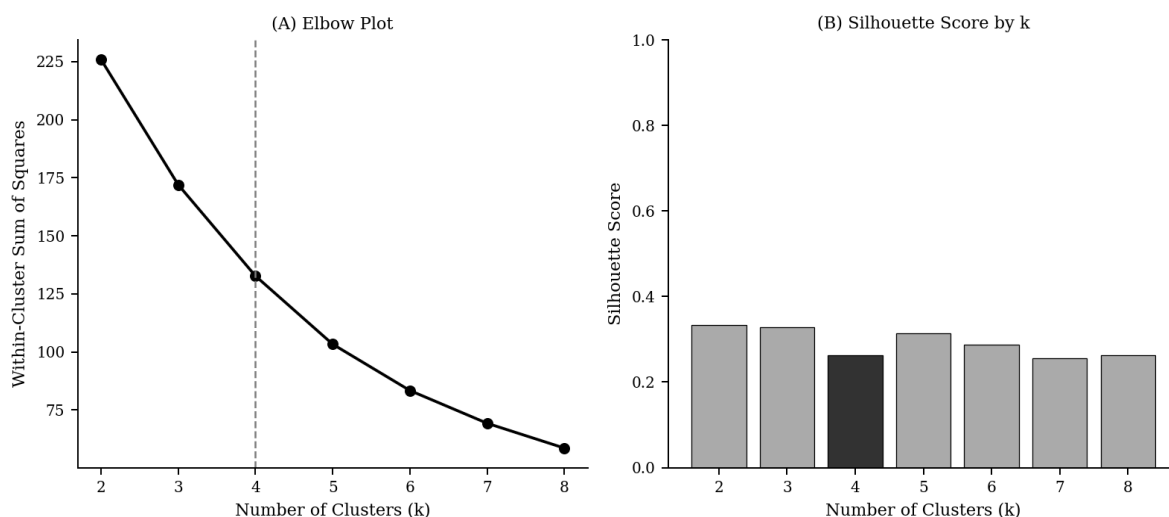 (A) Elbow Plot
Within-Cluster Sum of Squares
225
200
175
150
125
100
75
2 3 4 5 6 7 8
Number of Clusters (k)
(B) Silhouette Score by k
Silhouette Score
1.0
0.8
0.6
0.4
0.2
0.0
2 3 4 5 6 7 8
Number of Clusters (k)